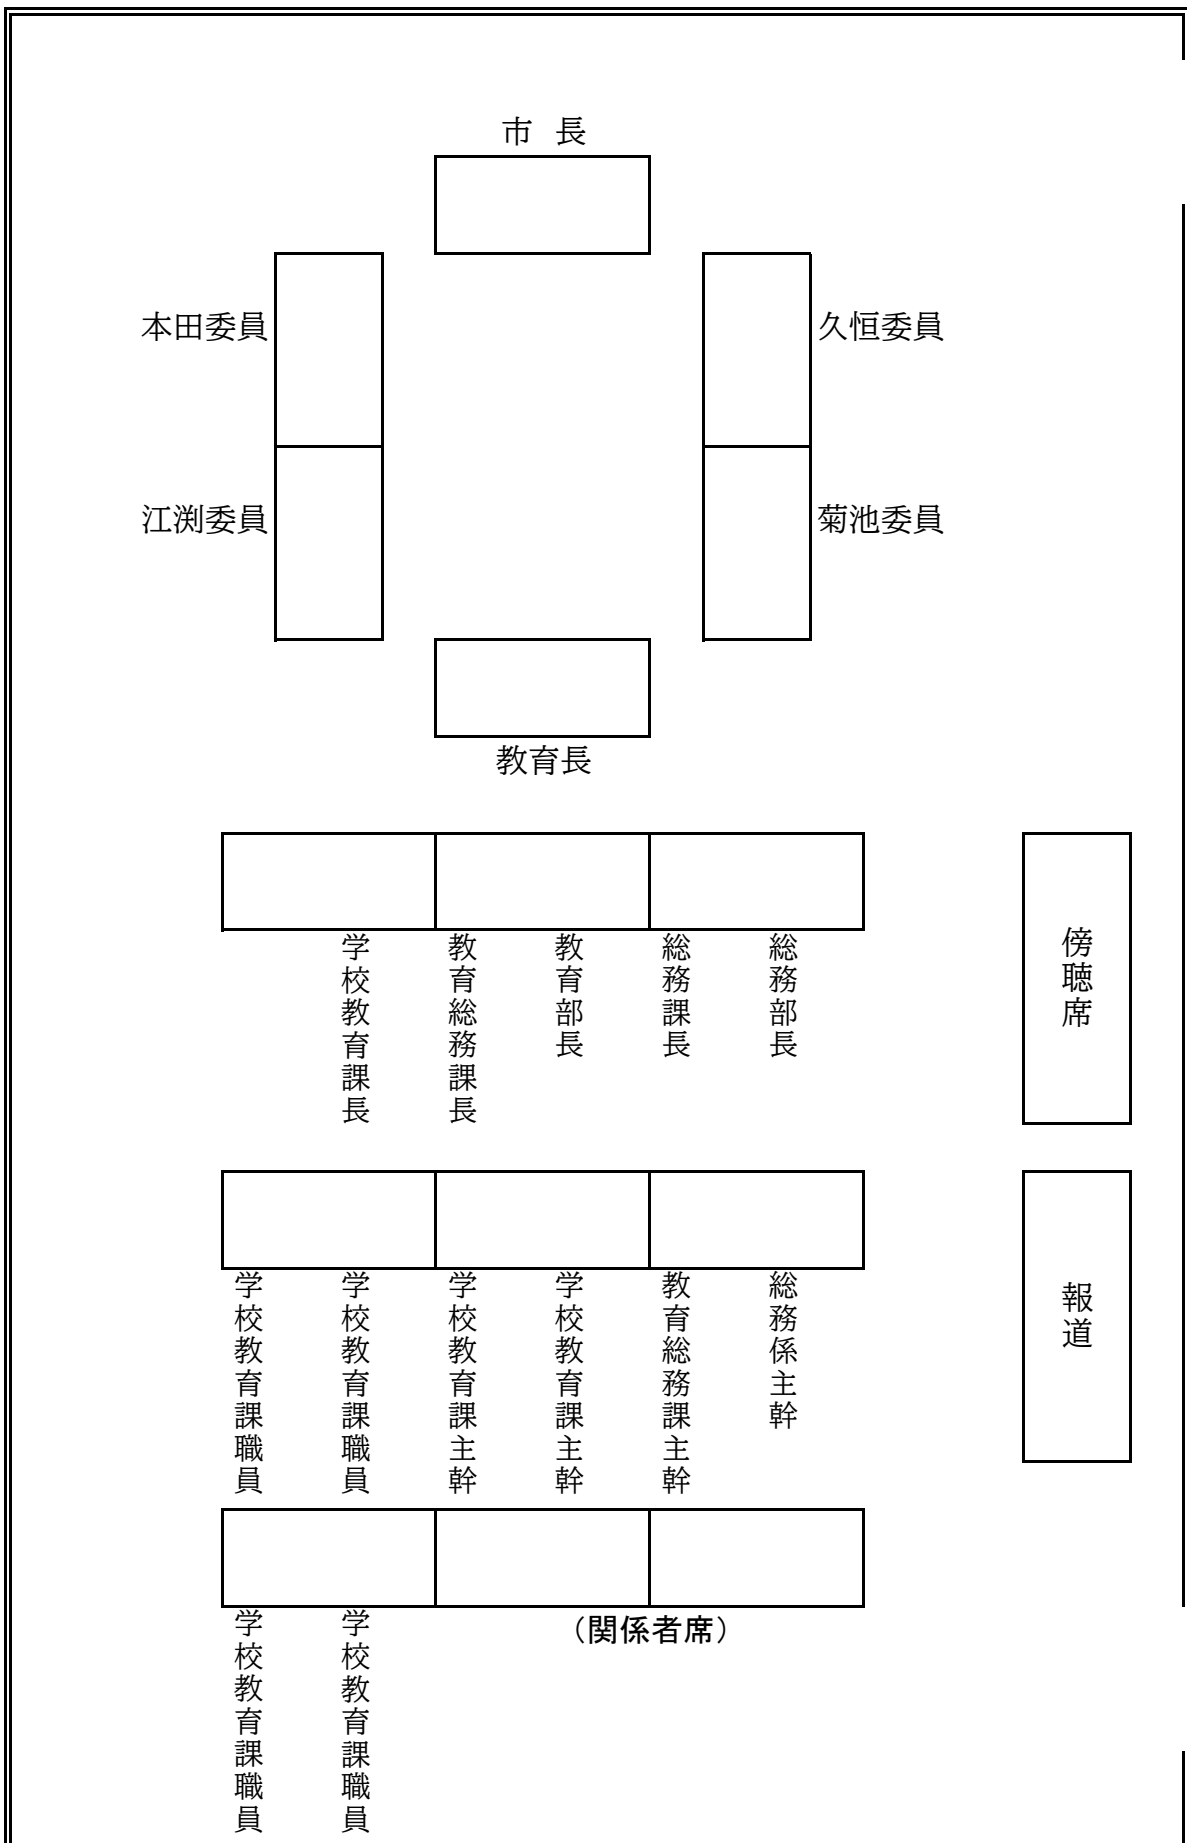 市 長
本田委員
久恒委員
江渕委員
菊池委員
教育長
総務部長
総務課長
教育部長
教育総務課長
学校教育課長
傍聴席
総務係主幹
教育総務課主幹
学校教育課主幹
学校教育課主幹
学校教育課職員
学校教育課職員
報道
（関係者席）
学校教育課職員
学校教育課職員